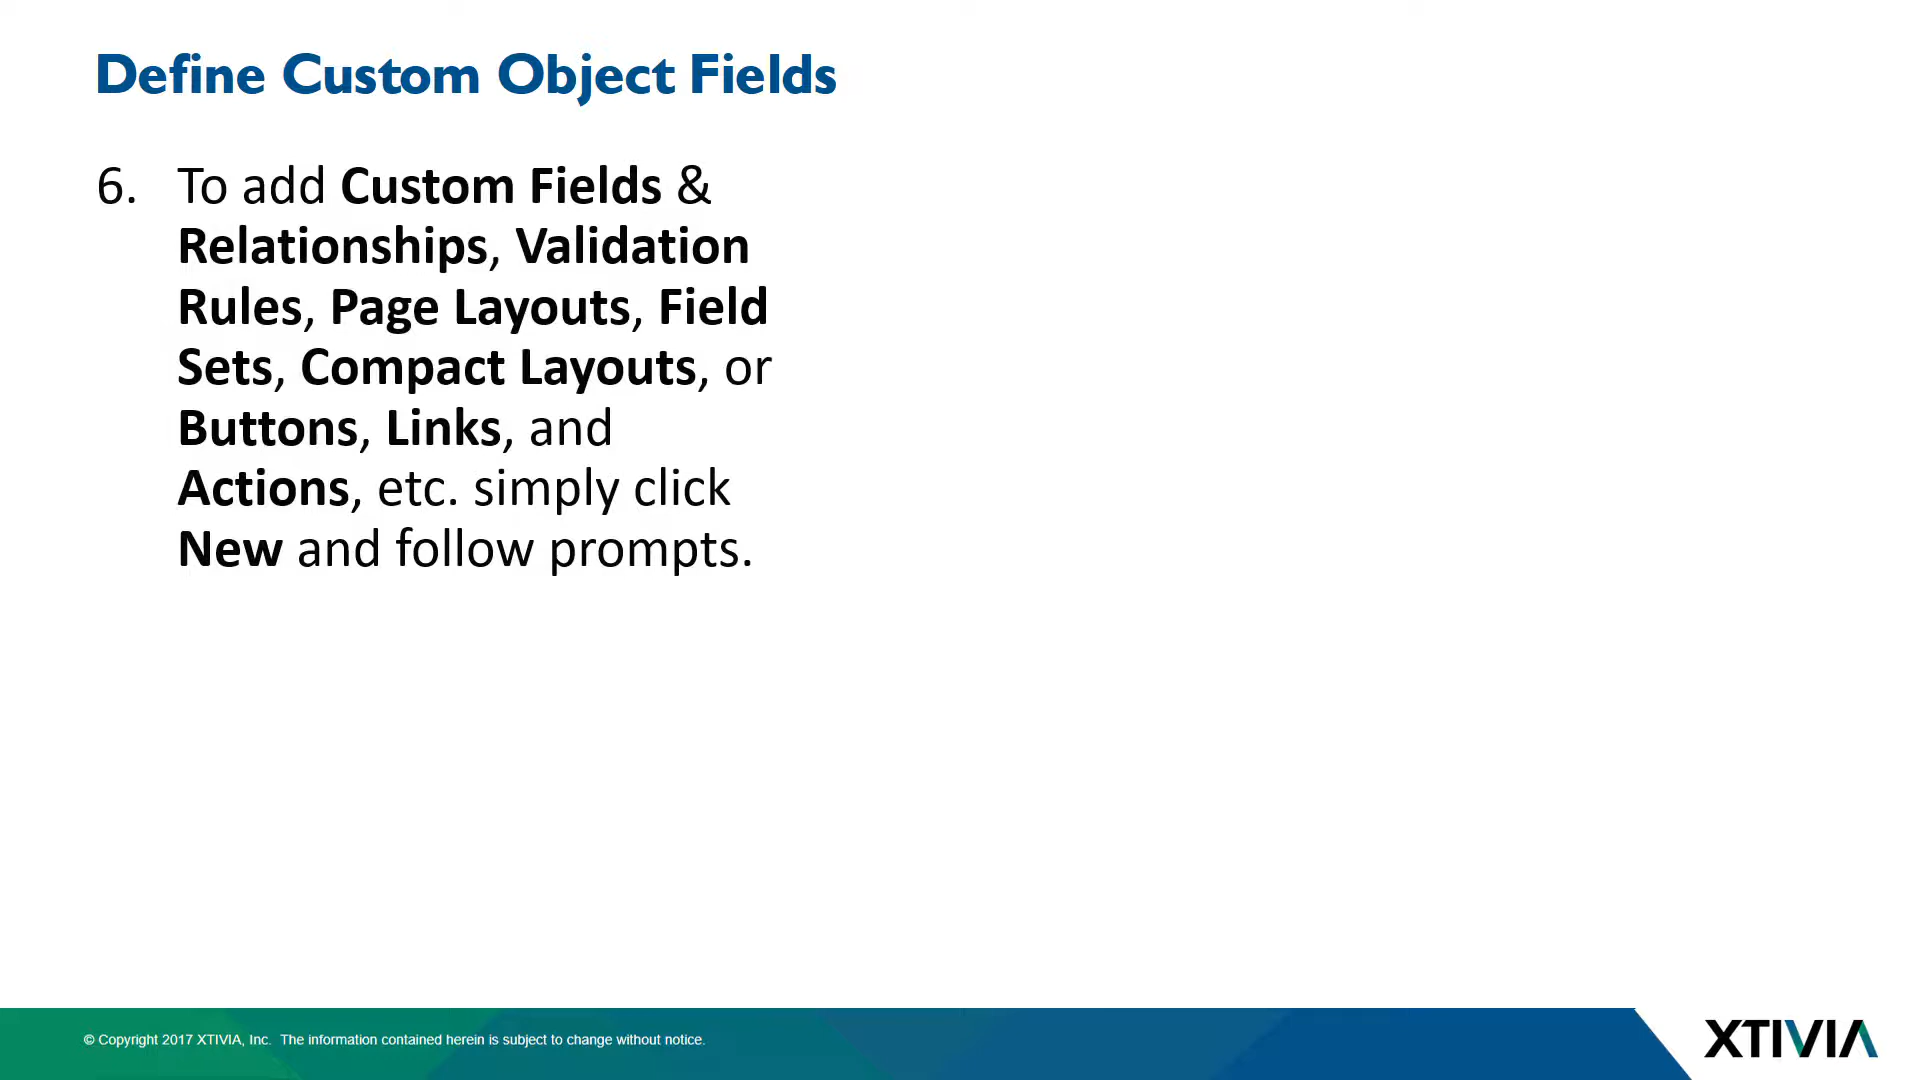 Define Custom Object Fields
6. To add Custom Fields &
Relationships, Validation
Rules, Page Layouts, Field
Sets, Compact Layouts, or
Buttons, Links, and
Actions, etc. simply click
New and follow prompts.
© Copyright 2017 XTIVIA, Inc. The information contained herein is subject to change without notice.
XTIVIA